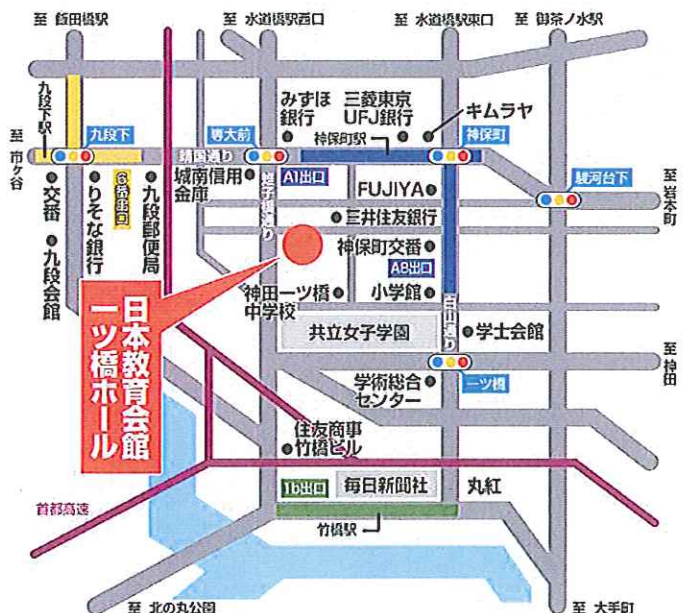 至 飯田橋駅
至 水道橋駅西口
至 水道橋駅東口
至 御茶ノ水駅
九段下駅
みずほ
銀行
三菱東京
UFJ銀行
キムラヤ
至 市ヶ谷
九段下
専大前
神保町駅
神保町
靖国通り
交番
りそな銀行
6番出口
九段郵便局
城南信用
金庫
A1出口
FUJIYA
駿河台下
至 岩本町
九段会館
三井住友銀行
神保町交番
A8出口
日本教育会館
一ツ橋ホール
神田一ツ橋
中学校
小学館
白山通り
共立女子学園
学士会館
至 神田
学術総合
センター
一ツ橋
住友商事
竹橋ビル
首都高速
1b出口
毎日新聞社
丸紅
竹橋駅
至 北の丸公園
至 大手町